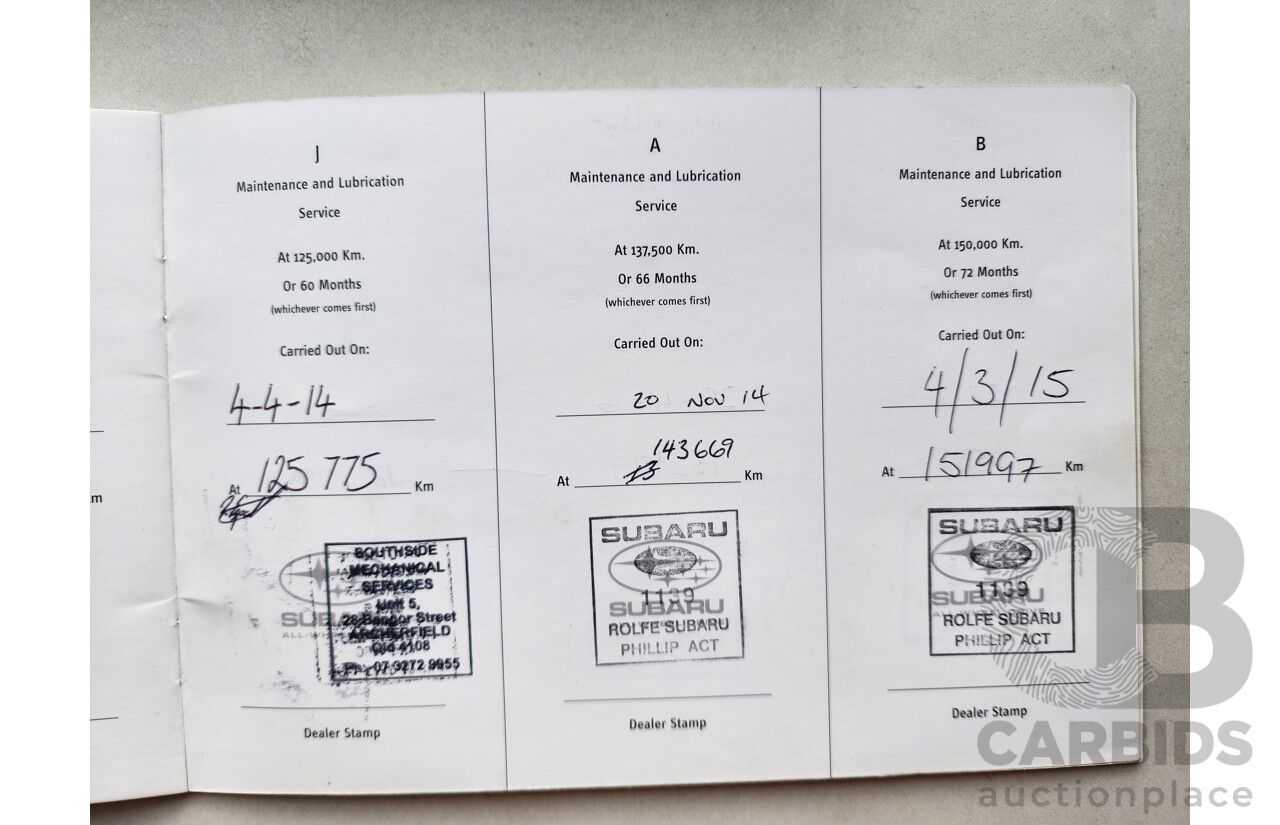 J
Maintenance and Lubrication
Service
At 125,000 Km.
Or 60 Months
(whichever comes first)
Carried Out On:
4-4-14
At 125 775 Km
SOUTHSIDE
MECHANICAL
SERVICES
Unit 5,
28 Bangor Street
ARCHERFIELD
Qld 4108
Ph. 07 3272 9955
Dealer Stamp
A
Maintenance and Lubrication
Service
At 137,500 Km.
Or 66 Months
(whichever comes first)
Carried Out On:
20 Nov 14
143669
At 13 Km
SUBARU
1139
SUBARU
ROLFE SUBARU
PHILLIP ACT
Dealer Stamp
B
Maintenance and Lubrication
Service
At 150,000 Km.
Or 72 Months
(whichever comes first)
Carried Out On:
4/3/15
At 151997 Km
SUBARU
1139
SUBARU
ROLFE SUBARU
PHILLIP ACT
Dealer Stamp
m
B
CARBIDS
auctionplace